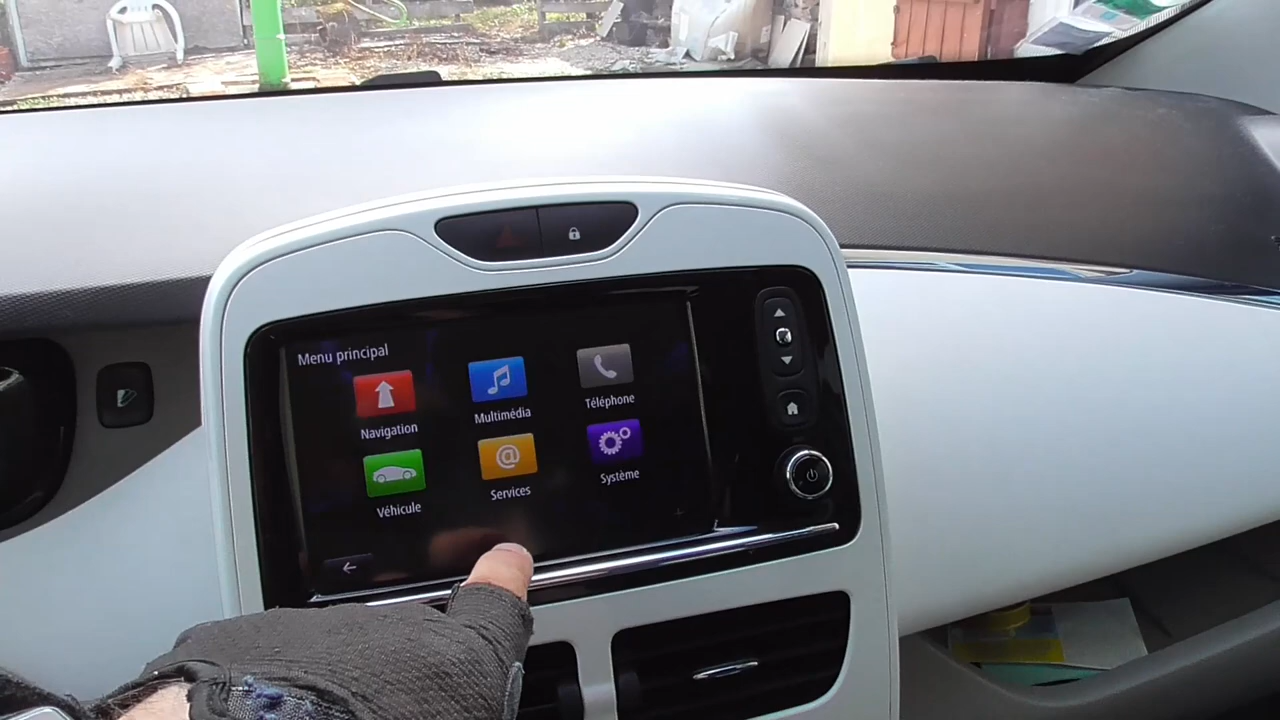 Menu principal
Navigation
Multimédia
Téléphone
Véhicule
@
Services
Système